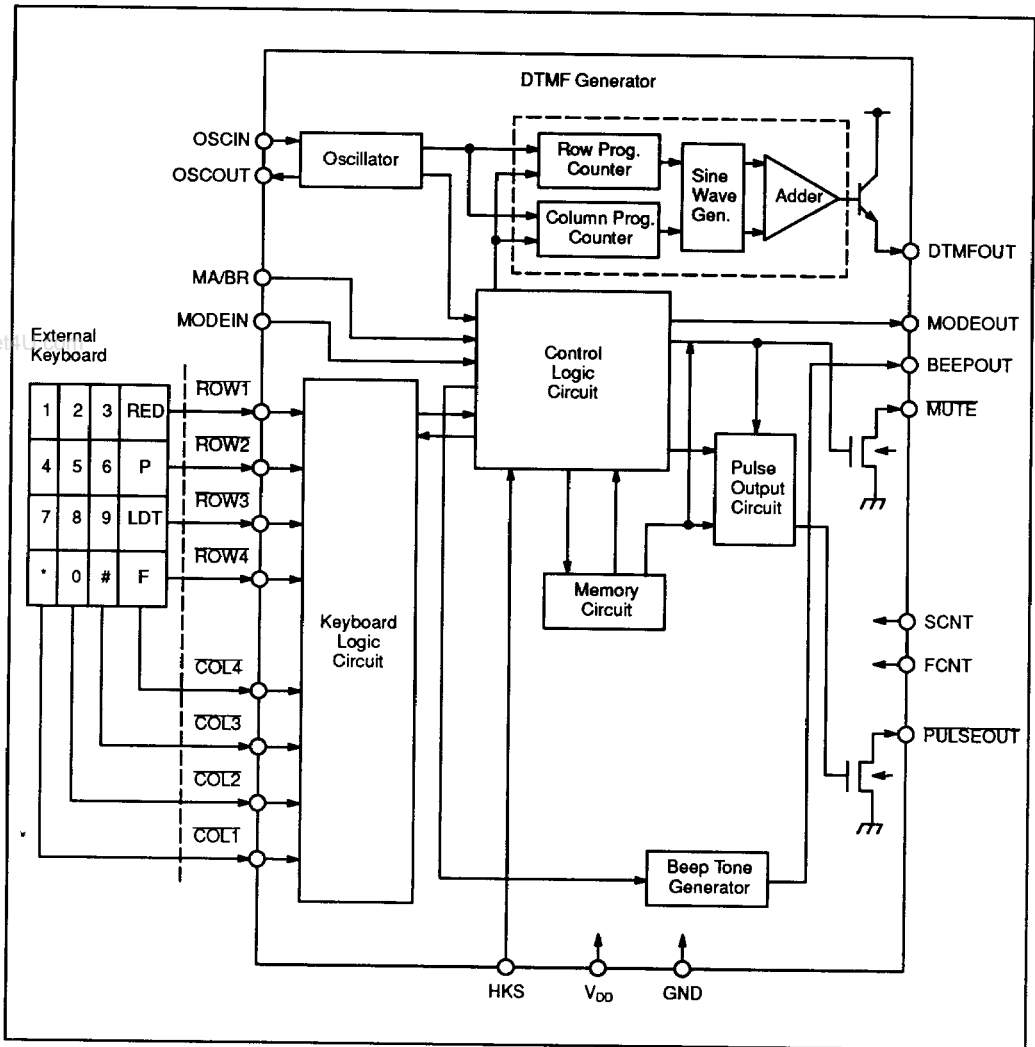 DTMF Generator
OSCIN
OSCOUT
Oscillator
Row Prog.
Counter
Column Prog.
Counter
Sine
Wave
Gen.
Adder
DTMFOUT
MA/BR
MODEIN
Control
Logic
Circuit
MODEOUT
BEEPOUT
MUTE
External
Keyboard
1 2 3 RED
4 5 6 P
7 8 9 LDT
* 0 # F
ROW1
ROW2
ROW3
ROW4
COL4
COL3
COL2
COL1
Keyboard
Logic
Circuit
Pulse
Output
Circuit
Memory
Circuit
SCNT
FCNT
PULSEOUT
Beep Tone
Generator
HKS
VDD
GND